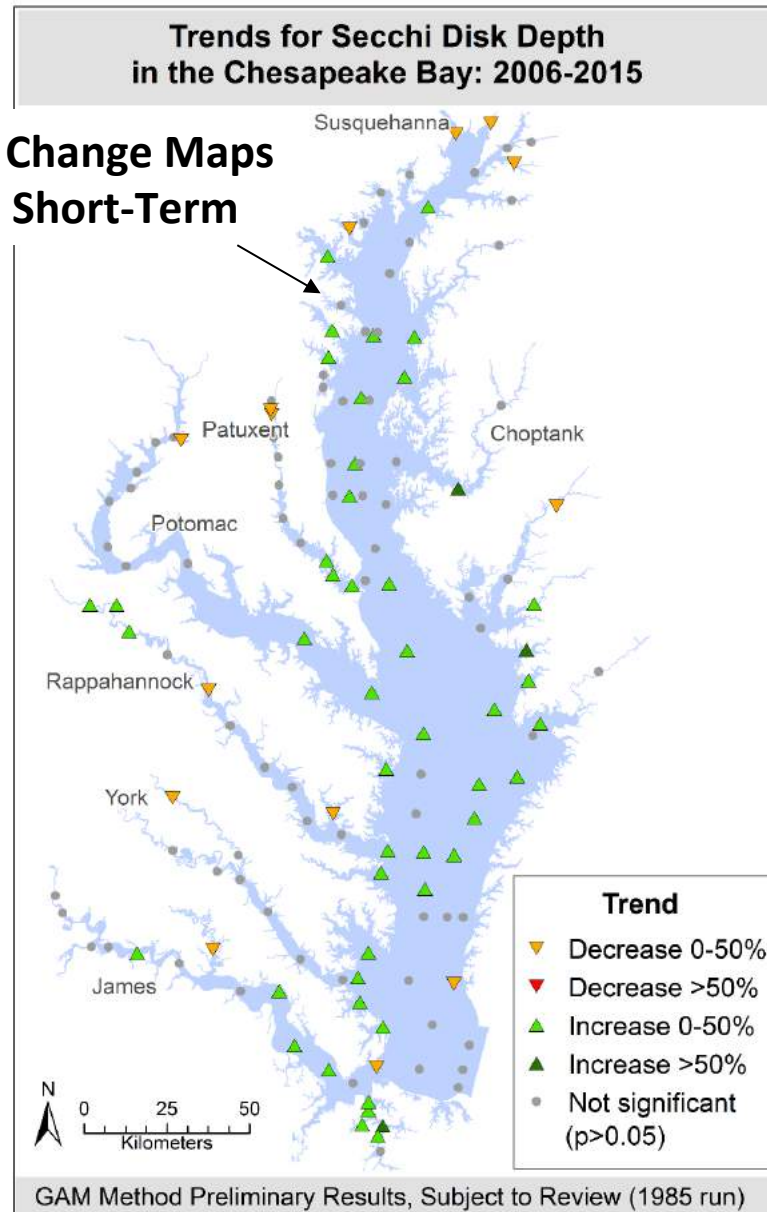 Trends for Secchi Disk Depth
in the Chesapeake Bay: 2006-2015
Susquehanna
Change Maps
Short-Term
Patuxent
Choptank
Potomac
Rappahannock
York
James
N
0 25 50
Kilometers
Trend
Decrease 0-50%
Decrease >50%
Increase 0-50%
Increase >50%
Not significant
(p>0.05)
GAM Method Preliminary Results, Subject to Review (1985 run)